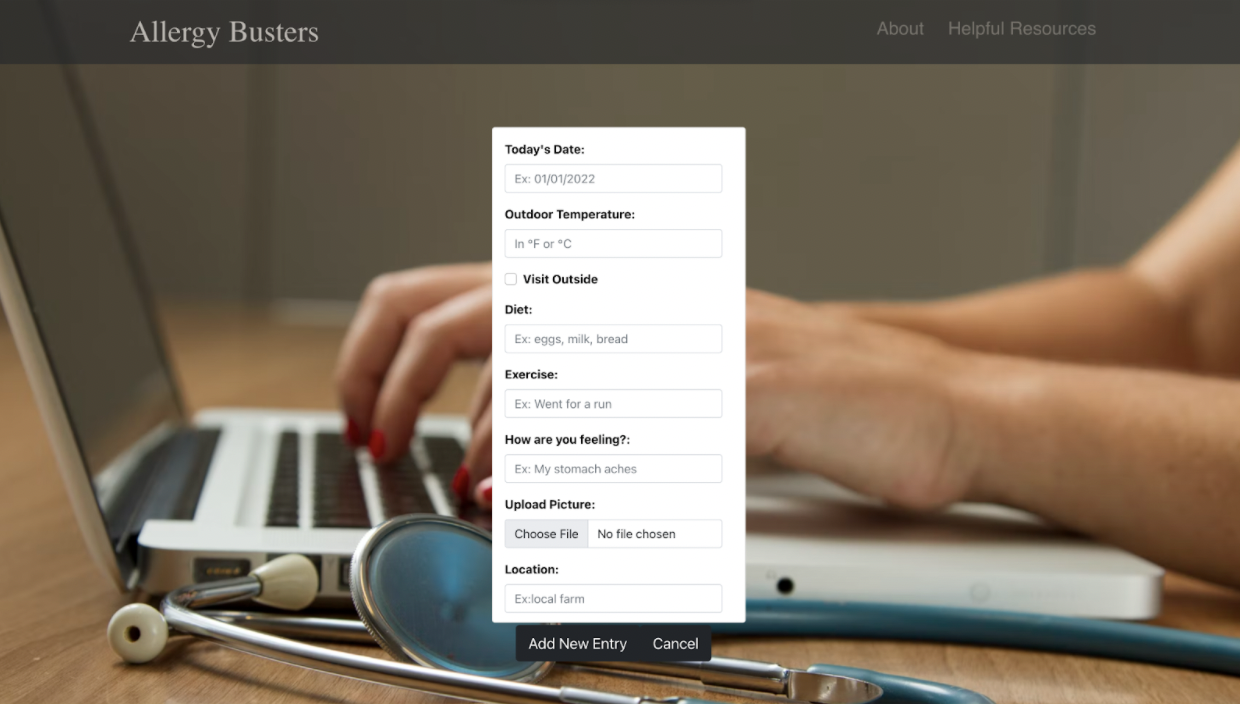 Allergy Busters
About
Helpful Resources
Today's Date:
Ex: 01/01/2022
Outdoor Temperature:
In °F or °C
Visit Outside
Diet:
Ex: eggs, milk, bread
Exercise:
Ex: Went for a run
How are you feeling?:
Ex: My stomach aches
Upload Picture:
Choose File No file chosen
Location:
Ex:local farm
Add New Entry
Cancel